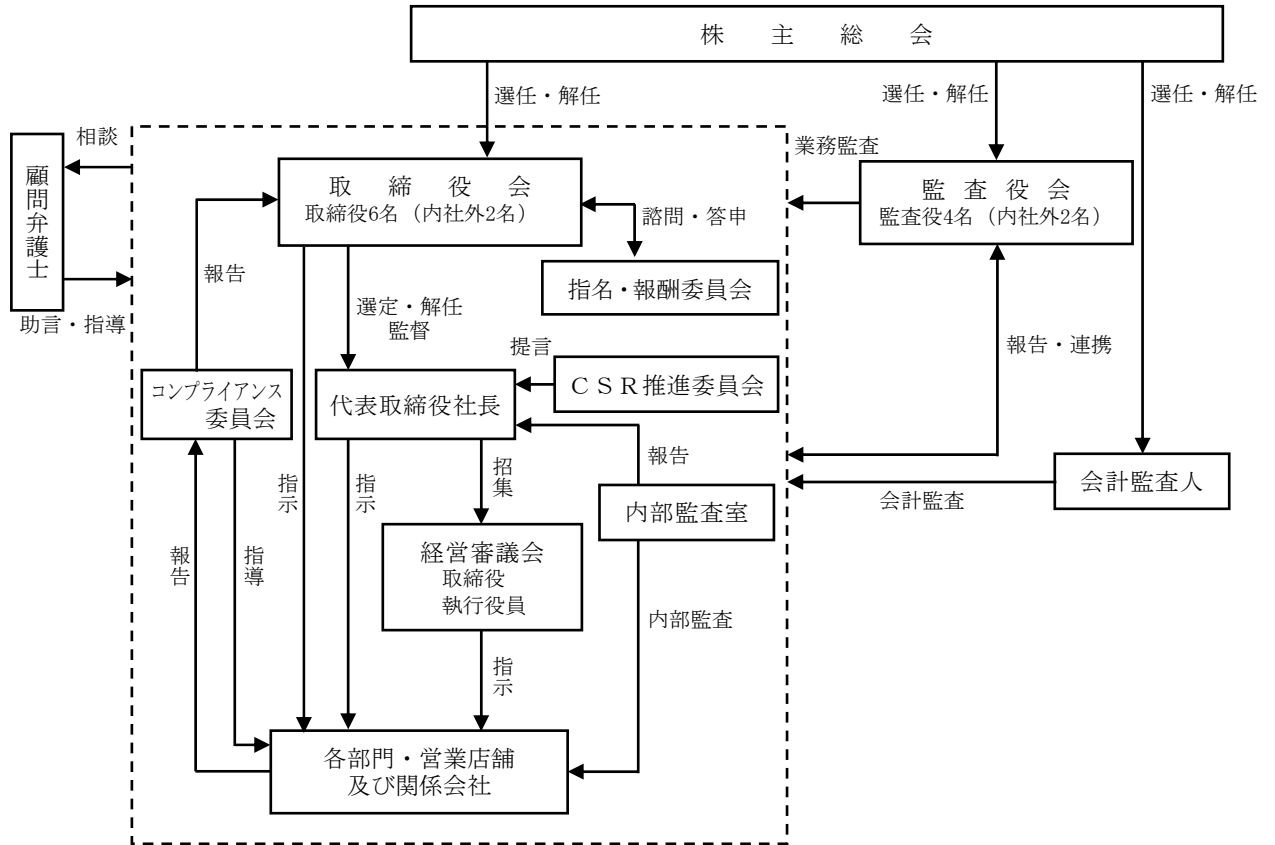 株　主　総　会
選任・解任
選任・解任
選任・解任
相談
顧問弁護士
助言・指導
業務監査
取　締　役　会
取締役6名（内社外2名）
諮問・答申
監　査　役　会
監査役4名（内社外2名）
指名・報酬委員会
報告
選定・解任
監督
提言
報告・連携
コンプライアンス
委員会
代表取締役社長
ＣＳＲ推進委員会
報告
招集
指示
指示
内部監査室
会計監査
会計監査人
経営審議会
取締役
執行役員
報告
指導
内部監査
指示
各部門・営業店舗
及び関係会社